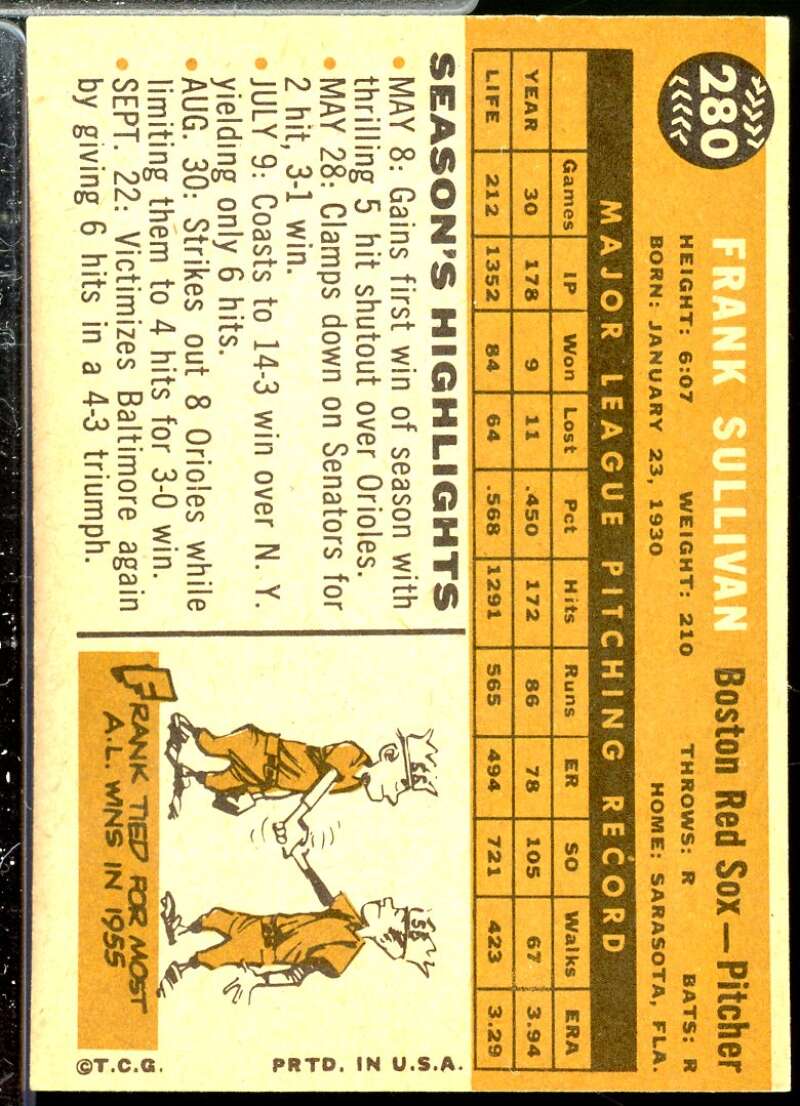 280
FRANK SULLIVAN Boston Red Sox—Pitcher
HEIGHT: 6:07 WEIGHT: 210 THROWS: R BATS: R
BORN: JANUARY 23, 1930 HOME: SARASOTA, FLA.
MAJOR LEAGUE PITCHING RECORD
Games IP Won Lost Pct Hits Runs ER SO Walks ERA
YEAR 30 178 9 11 .450 172 86 78 105 67 3.94
LIFE 212 1352 84 64 .568 1291 565 494 721 423 3.29
SEASON'S HIGHLIGHTS
• MAY 8: Gains first win of season with
thrilling 5 hit shutout over Orioles.
• MAY 28: Clamps down on Senators for
2 hit, 3-1 win.
• JULY 9: Coasts to 14-3 win over N. Y.
yielding only 6 hits.
• AUG. 30: Strikes out 8 Orioles while
limiting them to 4 hits for 3-0 win.
• SEPT. 22: Victimizes Baltimore again
by giving 6 hits in a 4-3 triumph.
FRANK TIED FOR MOST
A.L. WINS IN 1955
©T.C.G. PRTD. IN U.S.A.